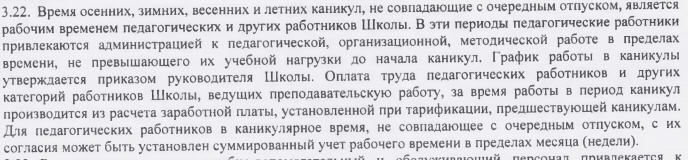 3.22. Время осенних, зимних, весенних и летних каникул, не совпадающие с очередным отпуском, является
рабочим временем педагогических и других работников Школы. В эти периоды педагогические работники
привлекаются администрацией к педагогической, организационной, методической работе в пределах
времени, не превышающего их учебной нагрузки до начала каникул. График работы в каникулы
утверждается приказом руководителя Школы. Оплата труда педагогических работников и других
категорий работников Школы, ведущих преподавательскую работу, за время работы в период каникул
производится из расчета заработной платы, установленной при тарификации, предшествующей каникулам.
Для педагогических работников в каникулярное время, не совпадающее с очередным отпуском, с их
согласия может быть установлен суммированный учет рабочего времени в пределах месяца (недели).
обслуживающий персонал привлекается к